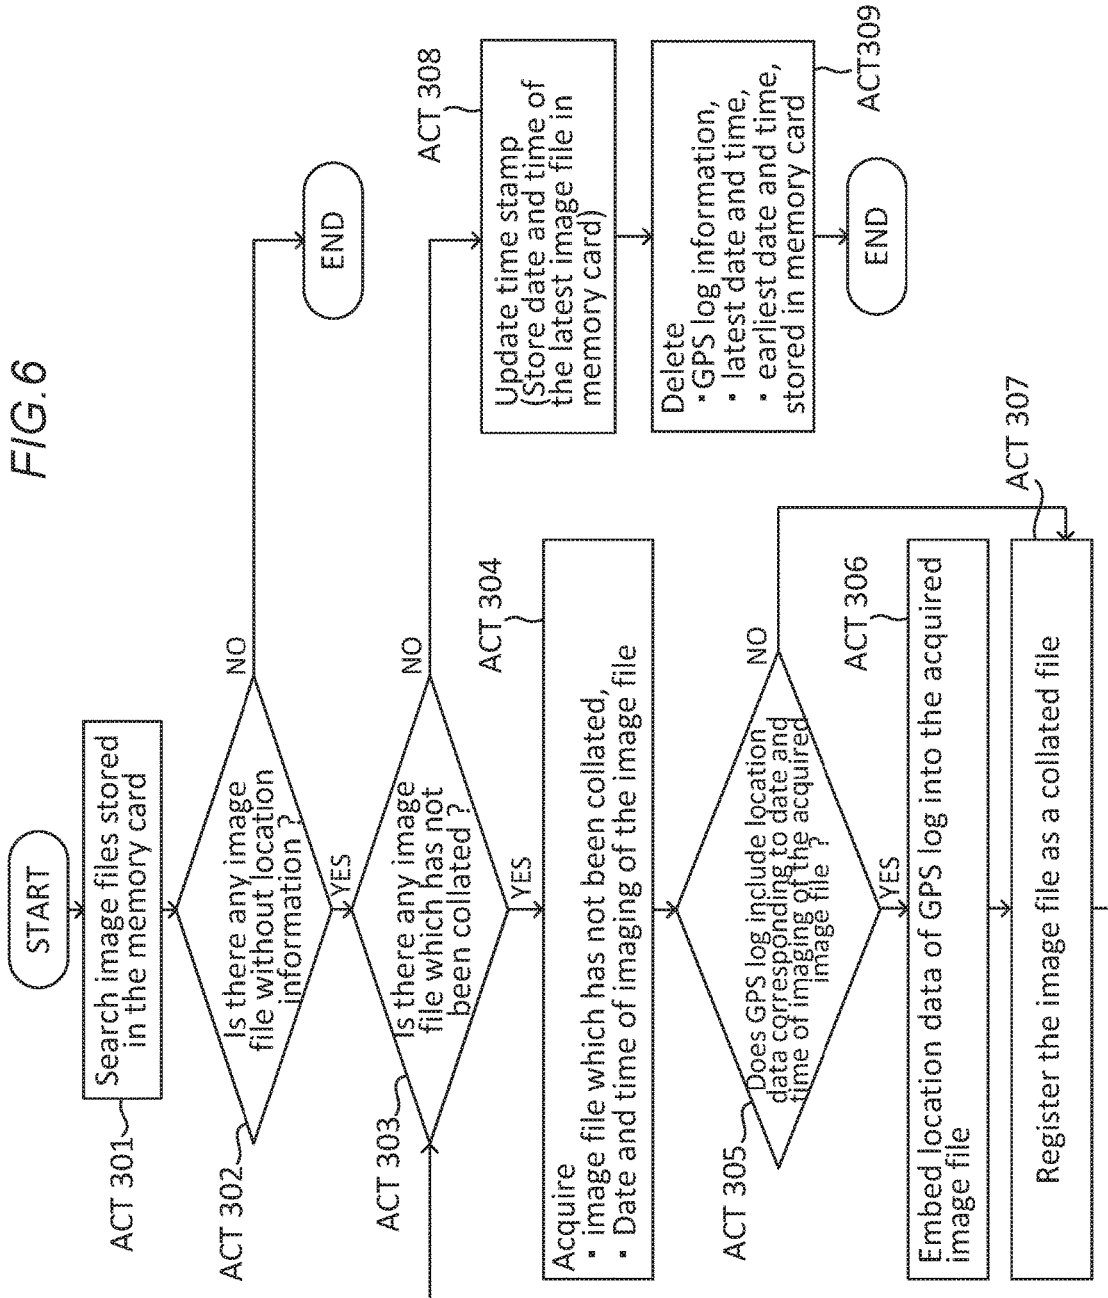 FIG.6
START
Search image files stored
in the memory card
ACT 301
Is there any image
file without location
information ?
ACT 302
NO
END
YES
Is there any image
file which has not
been collated ?
ACT 303
NO
YES
Update time stamp
(Store date and time of
the latest image file in
memory card)
ACT 308
Delete
▪GPS log information,
▪ latest date and time,
▪ earliest date and time,
stored in memory card
ACT309
END
Acquire
▪ image file which has not been collated,
▪ Date and time of imaging of the image file
ACT 304
Does GPS log include location
data corresponding to date and
time of imaging of the acquired
image file ?
ACT 305
NO
YES
Embed location data of GPS log into the acquired
image file
ACT 306
Register the image file as a collated file
ACT 307